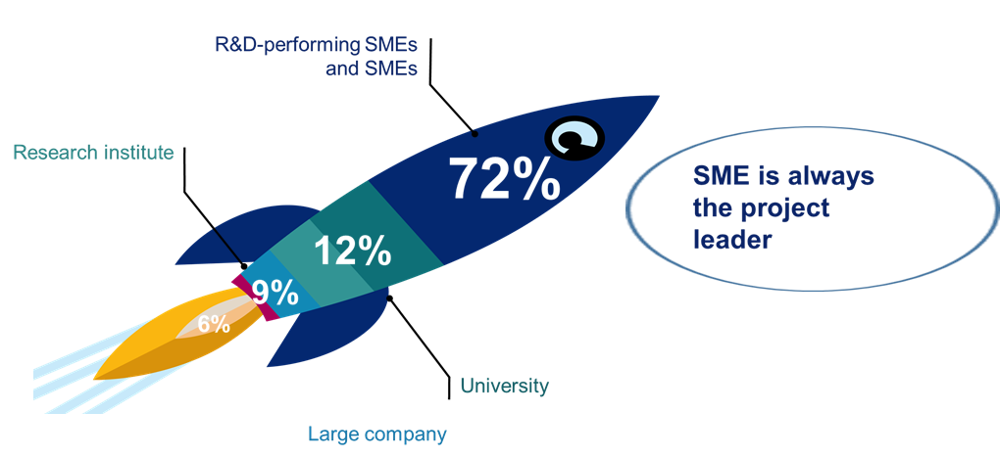 R&D-performing SMEs
and SMEs
Research institute
72%
SME is always
the project
leader
12%
9%
6%
University
Large company